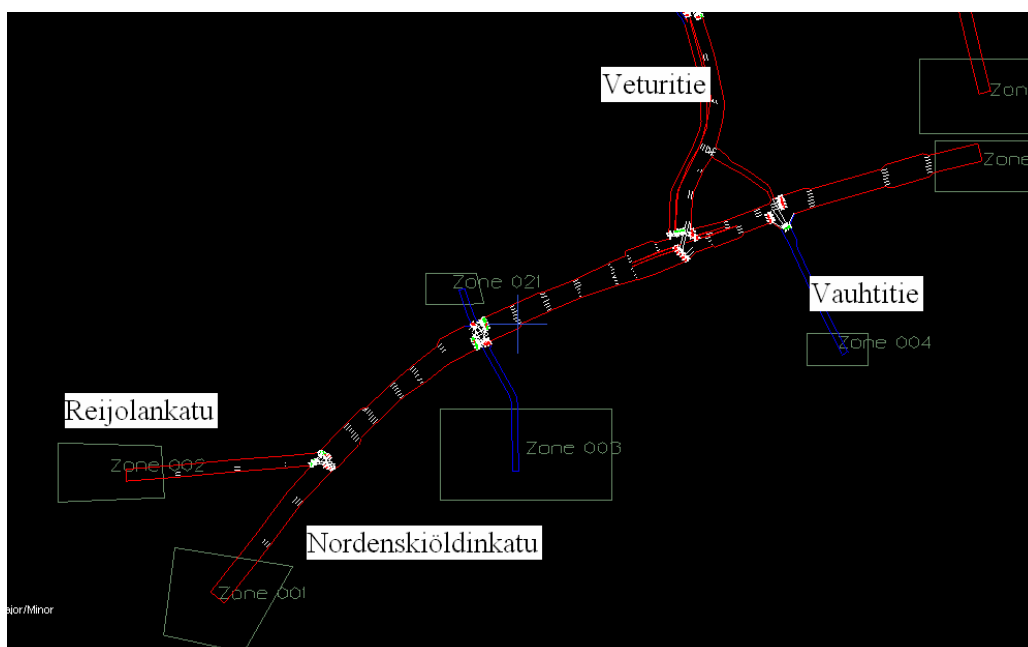 Veturitie
Zone
Zone
Zone 021
Vauhtitie
Zone 004
Reijolankatu
Zone 002
Zone 003
Nordenskiöldinkatu
Zone 001
ajor/Minor